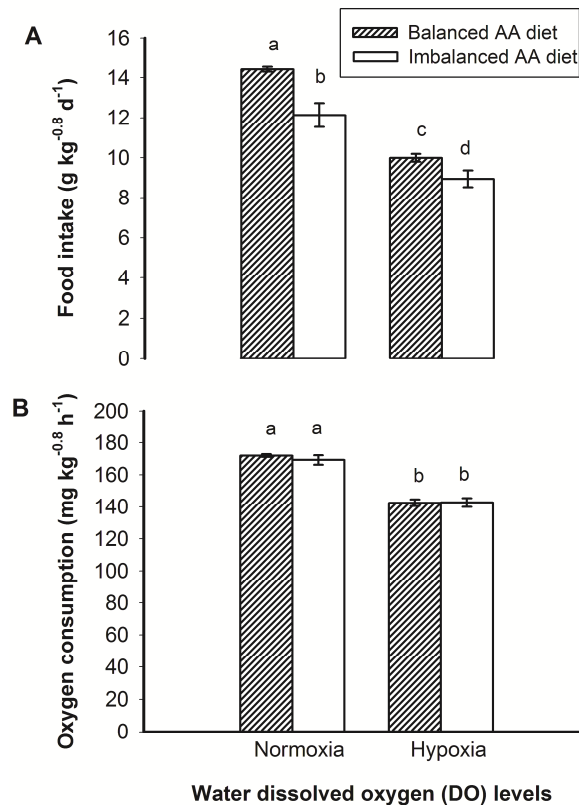 A
Balanced AA diet
Imbalanced AA diet
Food intake (g kg-0.8 d-1)
16
14
12
10
8
6
4
2
0
a
b
c
d
B
Oxygen consumption (mg kg-0.8 h-1)
200
180
160
140
120
100
80
60
40
20
0
a a
b b
Normoxia Hypoxia
Water dissolved oxygen (DO) levels